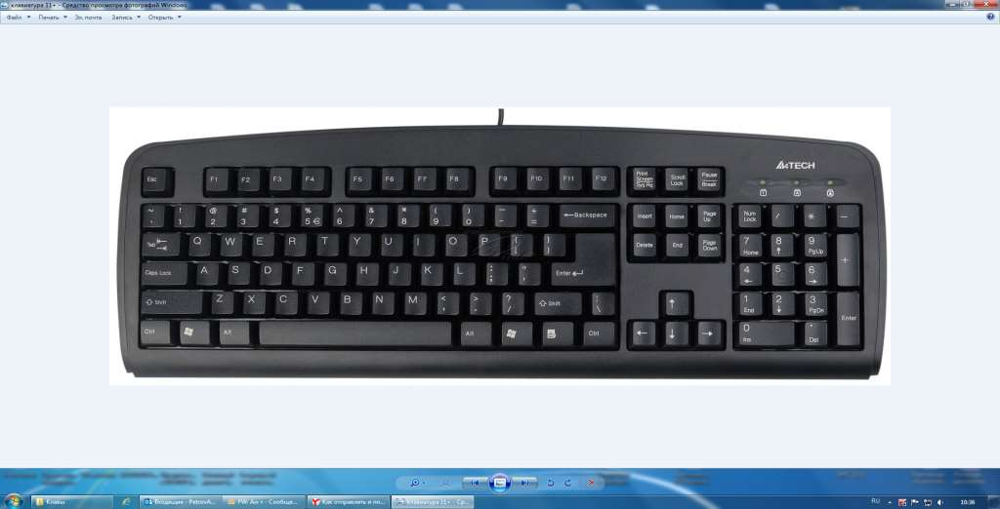 клавиатура 11+ - Средство просмотра фотографий Windows
Файл Печать Эл. почта Запись Открыть
A4TECH
Esc F1 F2 F3 F4 F5 F6 F7 F8 F9 F10 F11 F12 Print Screen Sys Rq Scroll Lock Pause Break
~ ` ! 1 @ 2 # 3 $ 4 % 5 € ^ 6 & 7 * 8 ( 9 ) 0 _ - + = ←Backspace Insert Home Page Up Num Lock / * −
Tab Q W E R T Y U I O P { [ } ] Delete End Page Down 7 Home 8 ↑ 9 PgUp +
Caps Lock A S D F G H J K L : ; " ' Enter 4 ← 5 6 →
⇧ Shift Z X C V B N M < , > . ? / ⇧ Shift | \ ↑ 1 End 2 ↓ 3 PgDn Enter
Ctrl Alt Alt Ctrl ← ↓ → 0 Ins . Del
Клавы Входящие - PetrovA... FW: Ан + - Сообще... Как отправлять и по... клавиатура 11+ - Ср... RU 10:36